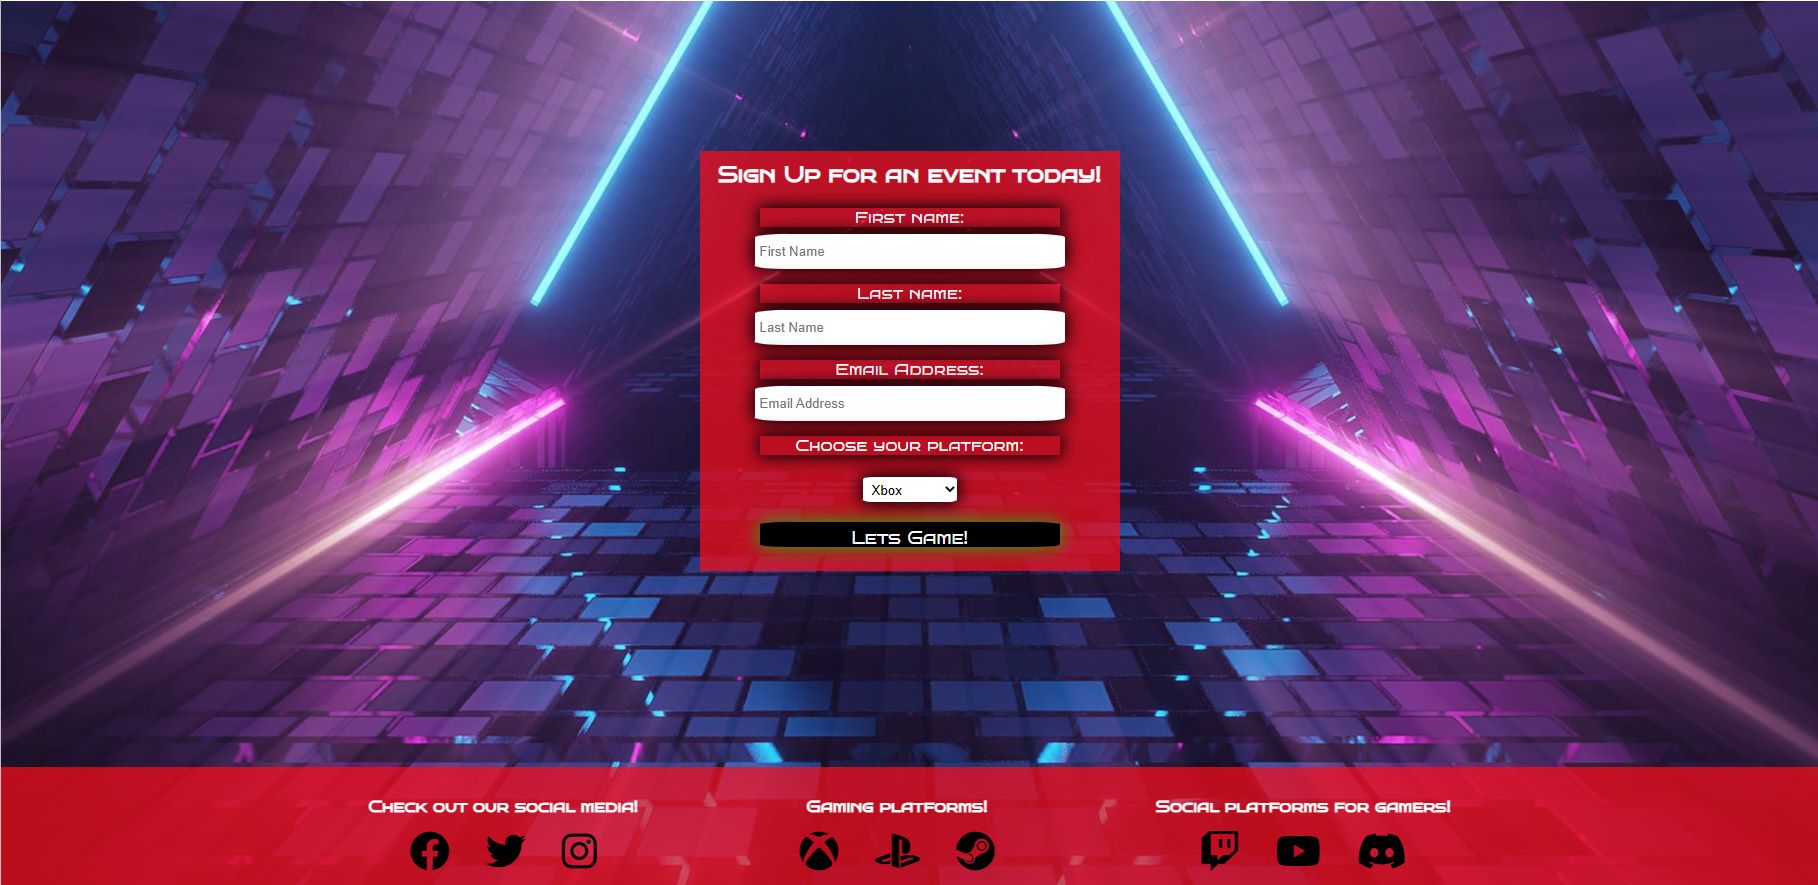 Sign Up for an event today!
First name:
First Name
Last name:
Last Name
Email Address:
Email Address
Choose your platform:
Xbox
Lets Game!
Check out our social media!
Gaming platforms!
Social platforms for gamers!